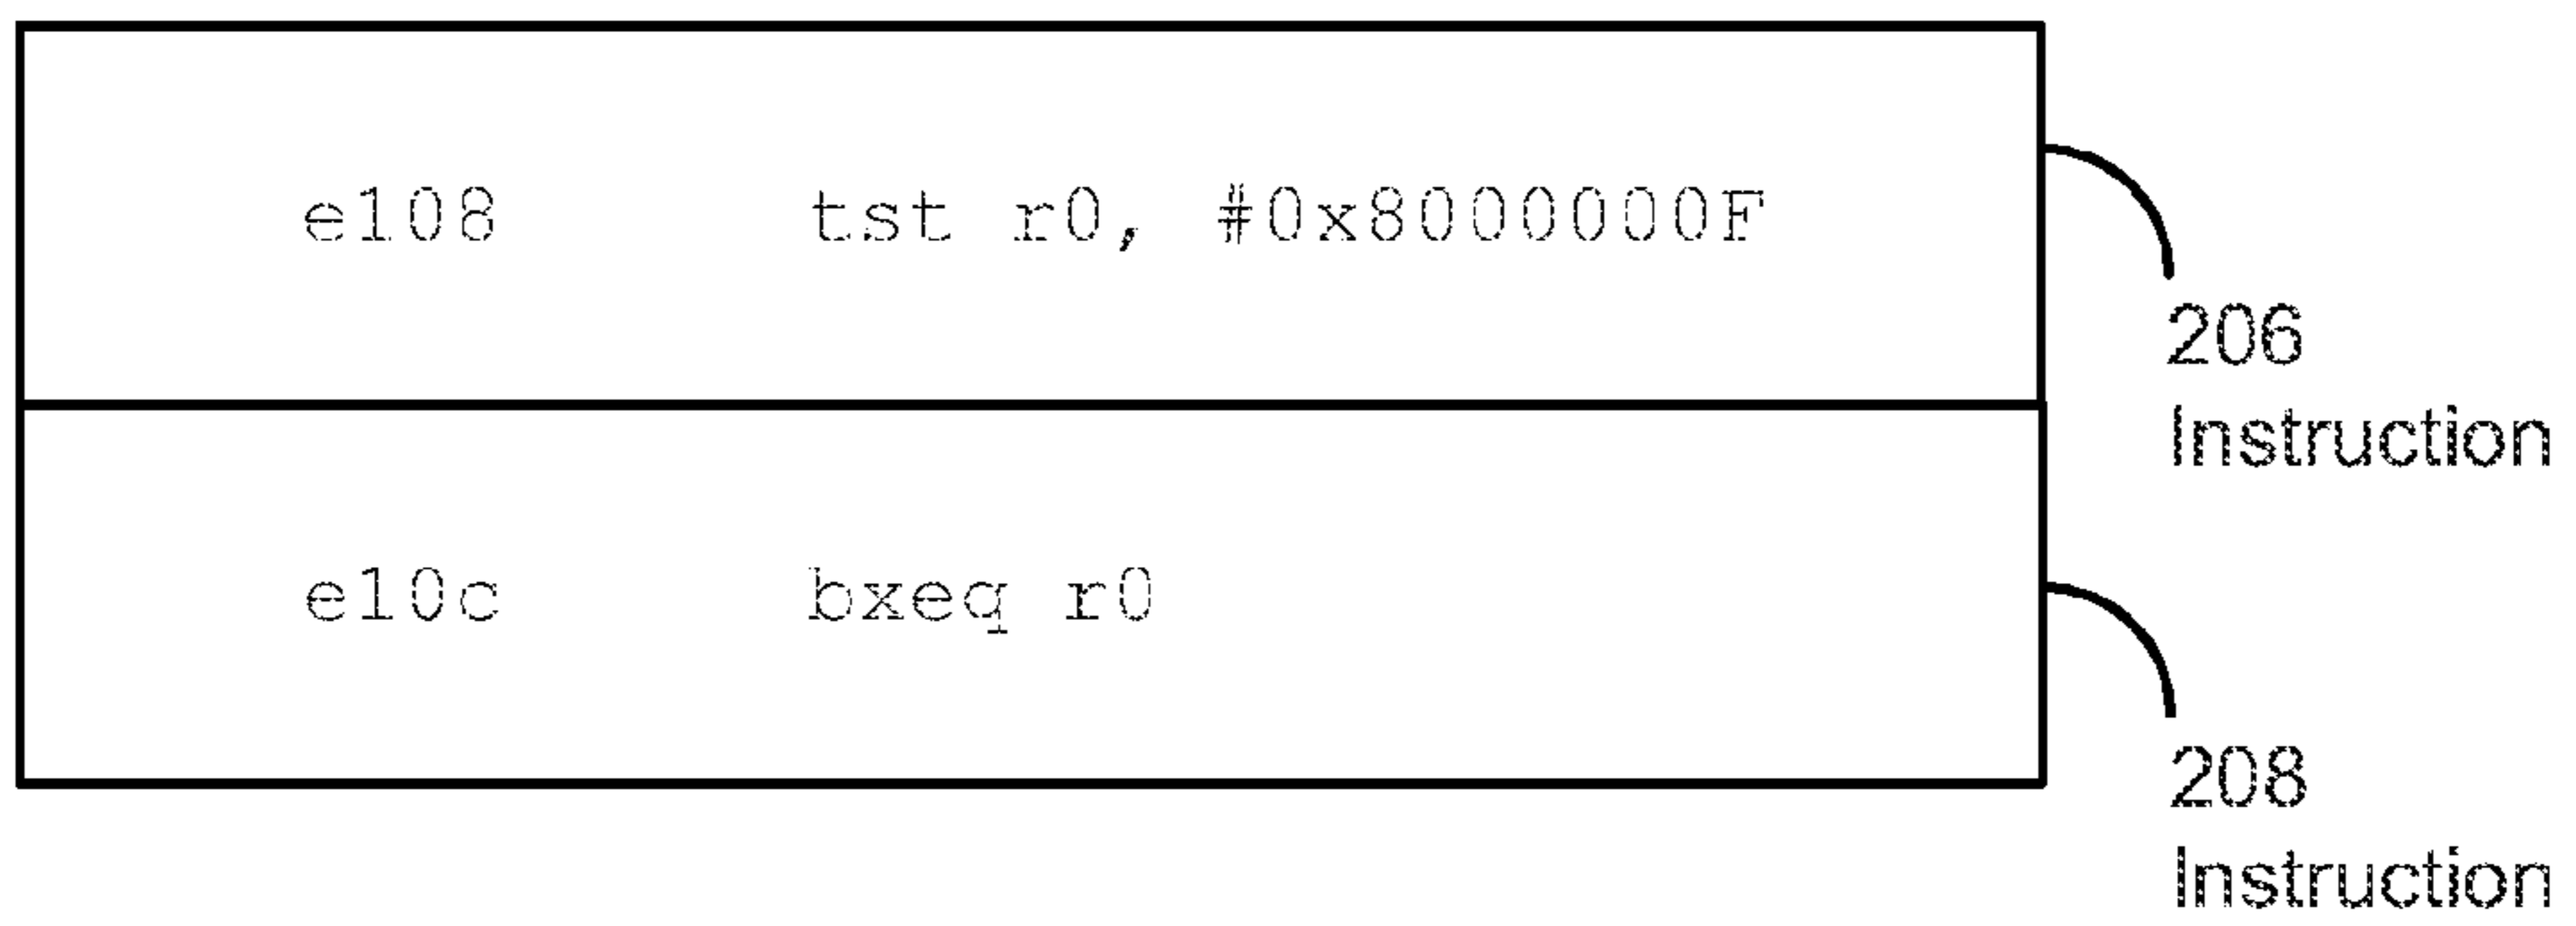 e108 tst r0, #0x8000000F
206
Instruction
e10c bxeq r0
208
Instruction